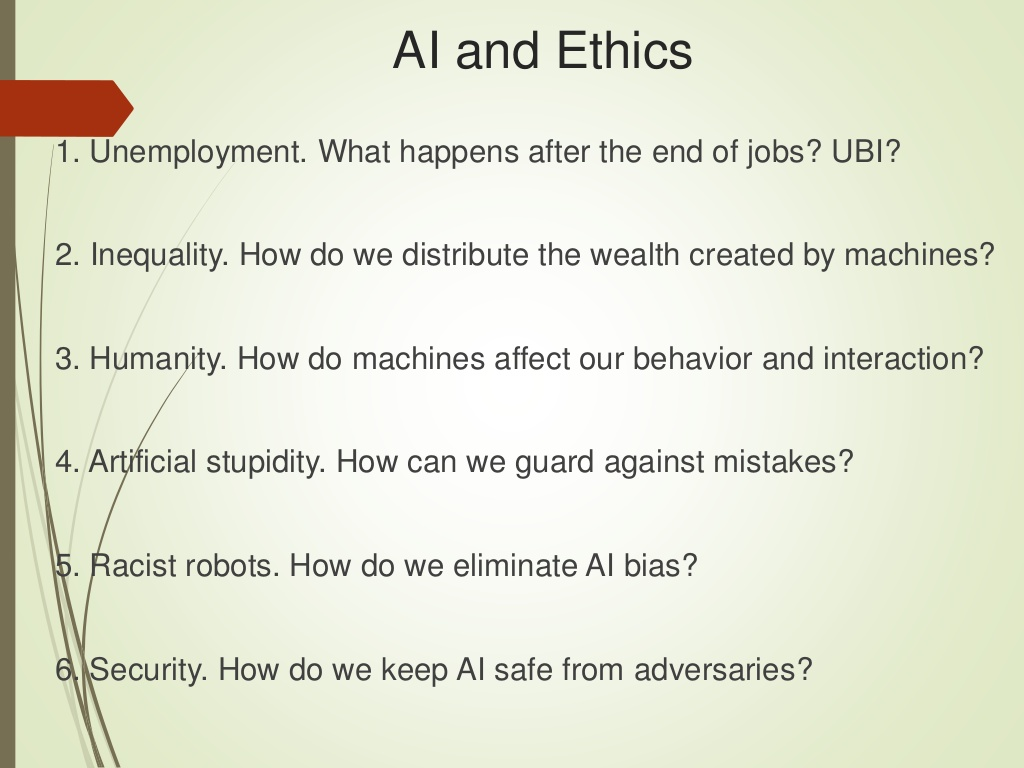 AI and Ethics
1. Unemployment. What happens after the end of jobs? UBI?
2. Inequality. How do we distribute the wealth created by machines?
3. Humanity. How do machines affect our behavior and interaction?
4. Artificial stupidity. How can we guard against mistakes?
5. Racist robots. How do we eliminate AI bias?
6. Security. How do we keep AI safe from adversaries?